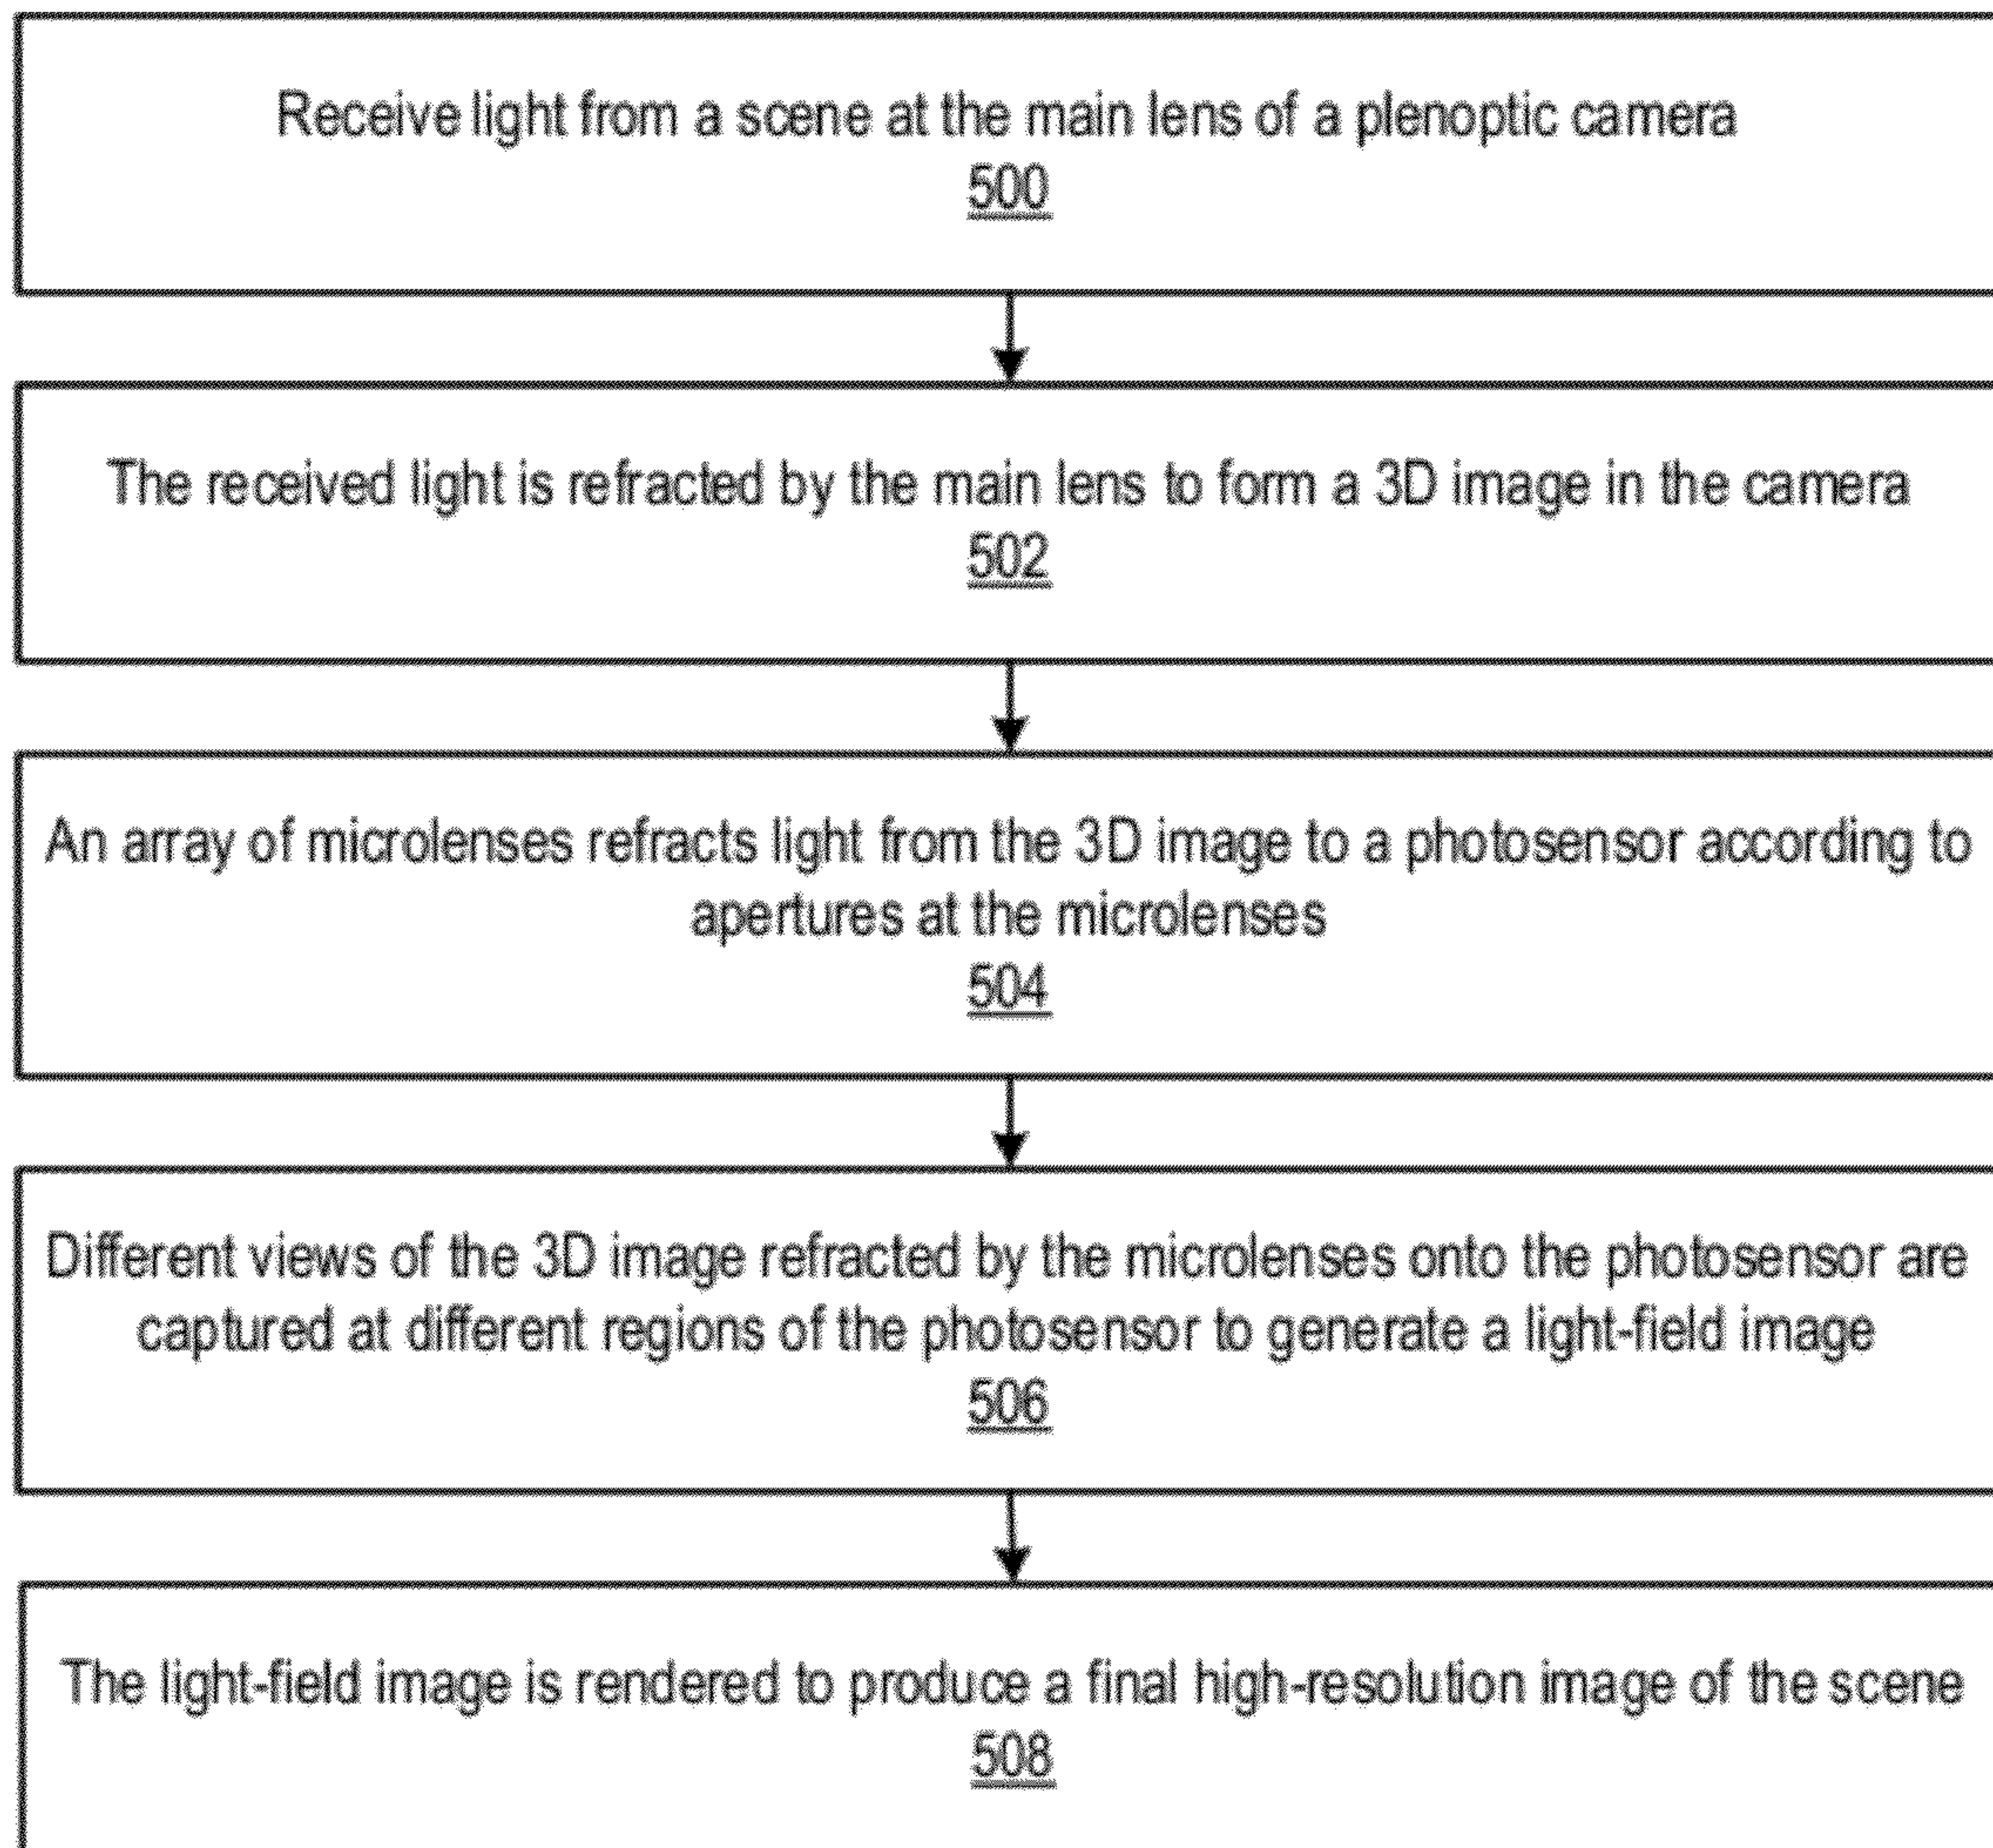 Receive light from a scene at the main lens of a plenoptic camera
500
The received light is refracted by the main lens to form a 3D image in the camera
502
An array of microlenses refracts light from the 3D image to a photosensor according to
apertures at the microlenses
504
Different views of the 3D image refracted by the microlenses onto the photosensor are
captured at different regions of the photosensor to generate a light-field image
506
The light-field image is rendered to produce a final high-resolution image of the scene
508